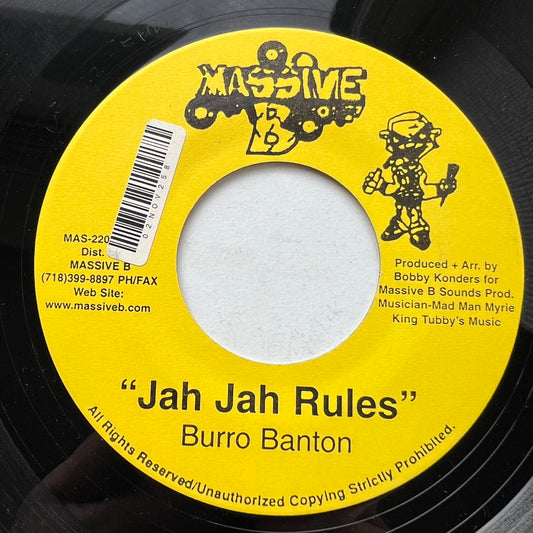 MASSIVE
B
02NOV258
MAS-220
Dist.
MASSIVE B
(718)399-8897 PH/FAX
Web Site:
www.massiveb.com
Produced + Arr. by
Bobby Konders for
Massive B Sounds Prod.
Musician-Mad Man Myrie
King Tubby's Music
"Jah Jah Rules"
Burro Banton
All Rights Reserved/Unauthorized Copying Strictly Prohibited.